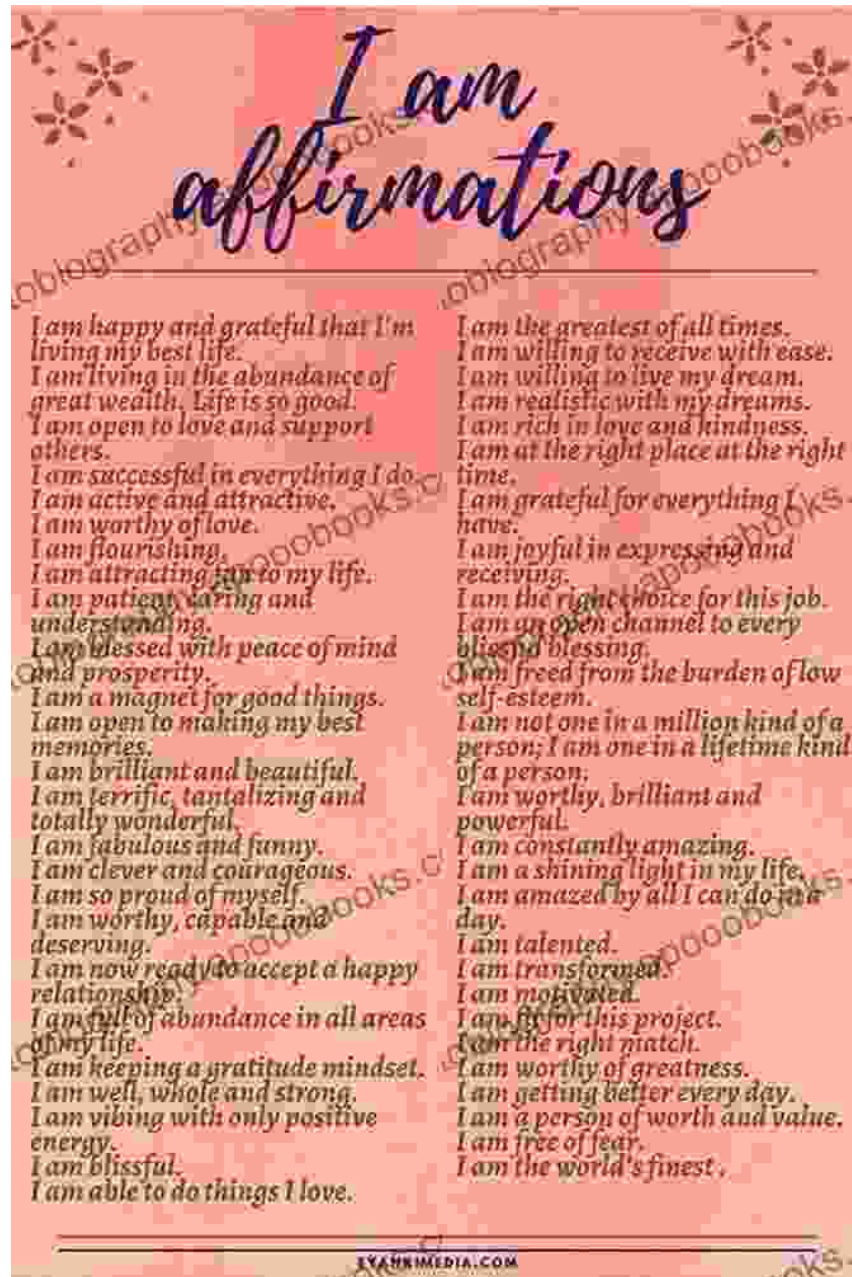 I am
affirmations
I am happy and grateful that I'm
living my best life.
I am living in the abundance of
great wealth. Life is so good.
I am open to love and support
others.
I am successful in everything I do.
I am active and attractive.
I am worthy of love.
I am flourishing.
I am attracting joy to my life.
I am patient, caring and
understanding.
I am blessed with peace of mind
and prosperity.
I am a magnet for good things.
I am open to making my best
memories.
I am brilliant and beautiful.
I am terrific, tantalizing and
totally wonderful.
I am fabulous and funny.
I am clever and courageous.
I am so proud of myself.
I am worthy, capable and
deserving.
I am now ready to accept a happy
relationship.
I am full of abundance in all areas
of my life.
I am keeping a gratitude mindset.
I am well, whole and strong.
I am vibing with only positive
energy.
I am blissful.
I am able to do things I love.
I am the greatest of all times.
I am willing to receive with ease.
I am willing to live my dream.
I am realistic with my dreams.
I am rich in love and kindness.
I am at the right place at the right
time.
I am grateful for everything I
have.
I am joyful in expressing and
receiving.
I am the right choice for this job.
I am an open channel to every
blissful blessing.
I am freed from the burden of low
self-esteem.
I am not one in a million kind of a
person; I am one in a lifetime kind
of a person.
I am worthy, brilliant and
powerful.
I am constantly amazing.
I am a shining light in my life.
I am amazed by all I can do in a
day.
I am talented.
I am transformed.
I am motivated.
I am fit for this project.
I am the right match.
I am worthy of greatness.
I am getting better every day.
I am a person of worth and value.
I am free of fear.
I am the world's finest .